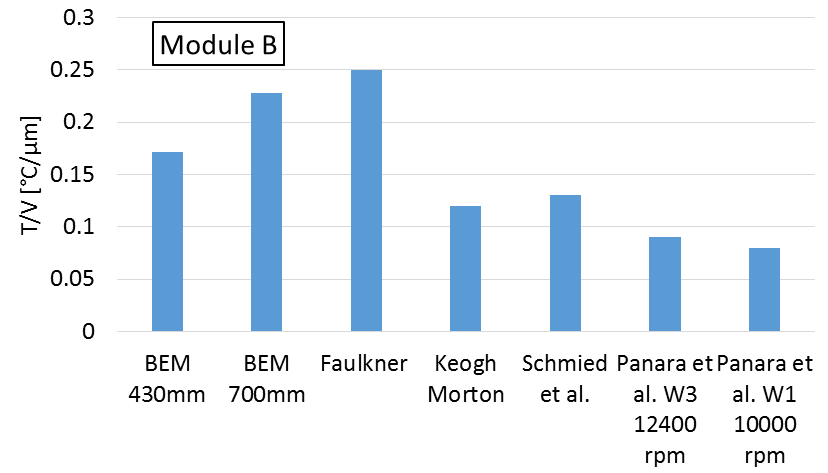 Module B
T/V [°C/µm]
0.3
0.25
0.2
0.15
0.1
0.05
0
BEM
430mm
BEM
700mm
Faulkner
Keogh
Morton
Schmied
et al.
Panara et
al. W3
12400
rpm
Panara et
al. W1
10000
rpm